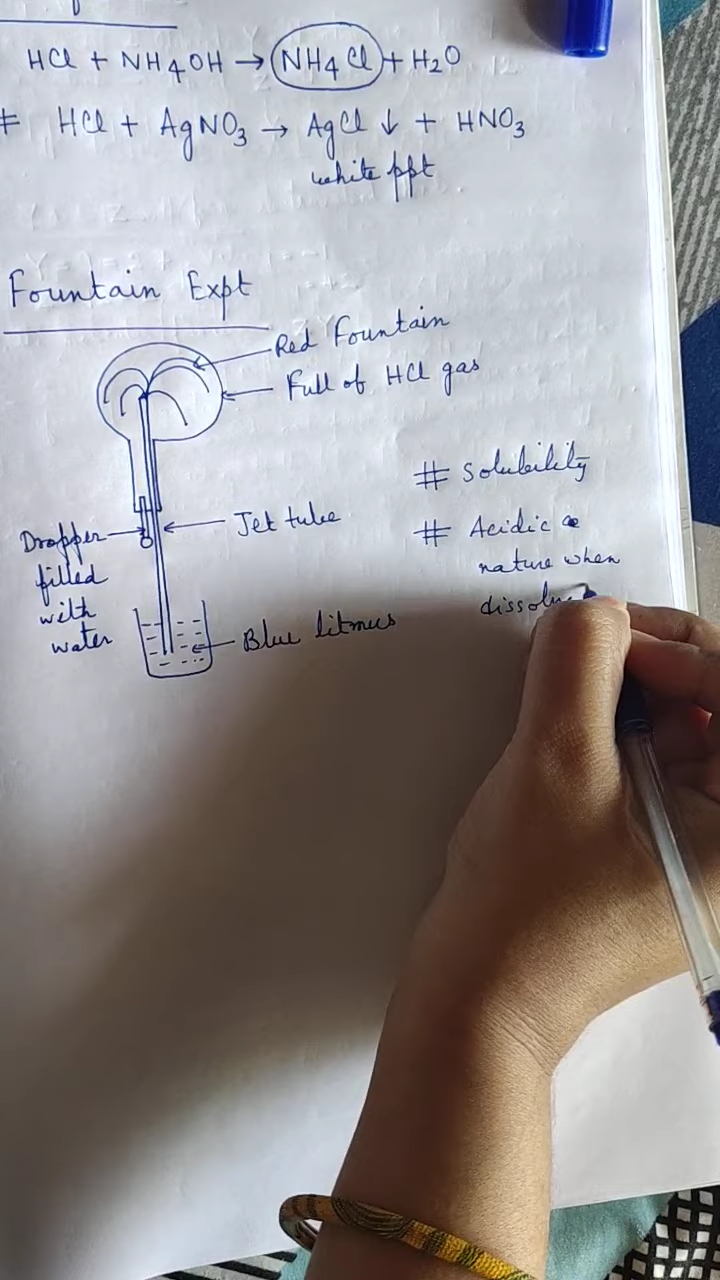 HCl + NH4OH → NH4Cl + H2O
# HCl + AgNO3 → AgCl ↓ + HNO3
white ppt
Fountain Expt
Red Fountain
Full of HCl gas
# Solubility
# Acidic
nature when
Jet tube
Dropper
filled
with
water
Blue litmus